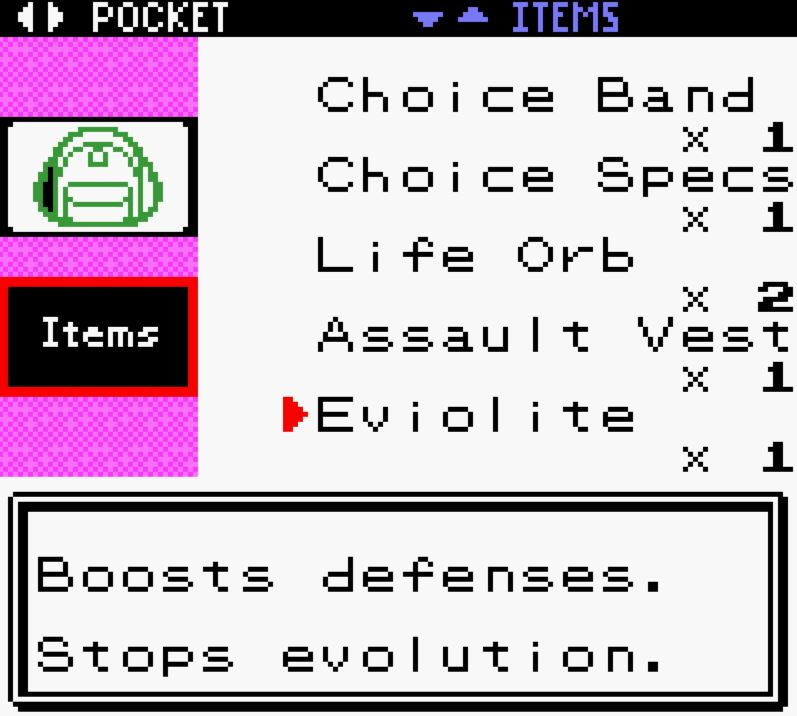 POCKET ITEMS
Choice Band
× 1
Choice Specs
× 1
Life Orb
× 2
Assault Vest
× 1
Eviolite
× 1
Items
Boosts defenses.
Stops evolution.